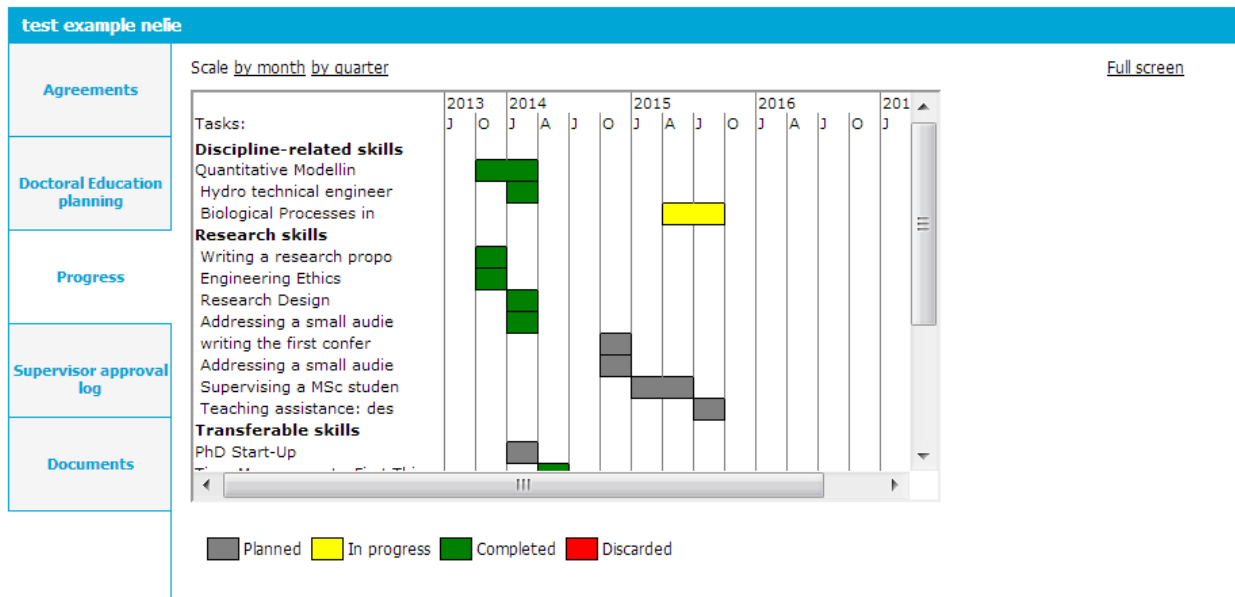 test example nelie
Agreements
Doctoral Education
planning
Progress
Supervisor approval
log
Documents
Scale by month by quarter
Full screen
2013 2014 2015 2016 201
Tasks: J O J A J O J A J O J A J O J
Discipline-related skills
Quantitative Modellin
Hydro technical engineer
Biological Processes in
Research skills
Writing a research propo
Engineering Ethics
Research Design
Addressing a small audie
writing the first confer
Addressing a small audie
Supervising a MSc studen
Teaching assistance: des
Transferable skills
PhD Start-Up
Planned In progress Completed Discarded